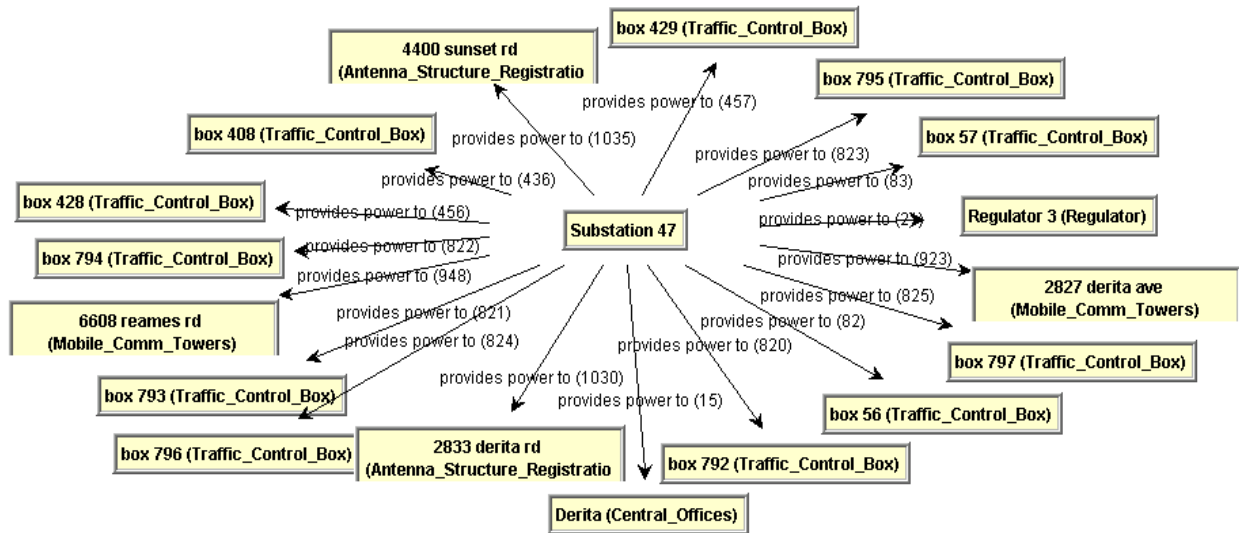 box 429 (Traffic_Control_Box)
4400 sunset rd
(Antenna_Structure_Registratio
box 795 (Traffic_Control_Box)
provides power to (457)
box 408 (Traffic_Control_Box)
provides power to (1035)
box 57 (Traffic_Control_Box)
provides power to (823)
provides power to (436)
provides power to (83)
box 428 (Traffic_Control_Box)
provides power to (456)
Substation 47
provides power to
Regulator 3 (Regulator)
box 794 (Traffic_Control_Box)
provides power to (822)
provides power to (923)
provides power to (948)
2827 derita ave
(Mobile_Comm_Towers)
6608 reames rd
(Mobile_Comm_Towers)
provides power to (825)
provides power to (821)
provides power to (82)
provides power to (824)
provides power to (820)
box 797 (Traffic_Control_Box)
provides power to (1030)
box 793 (Traffic_Control_Box)
provides power to (15)
box 56 (Traffic_Control_Box)
box 796 (Traffic_Control_Box)
2833 derita rd
(Antenna_Structure_Registratio
box 792 (Traffic_Control_Box)
Derita (Central_Offices)